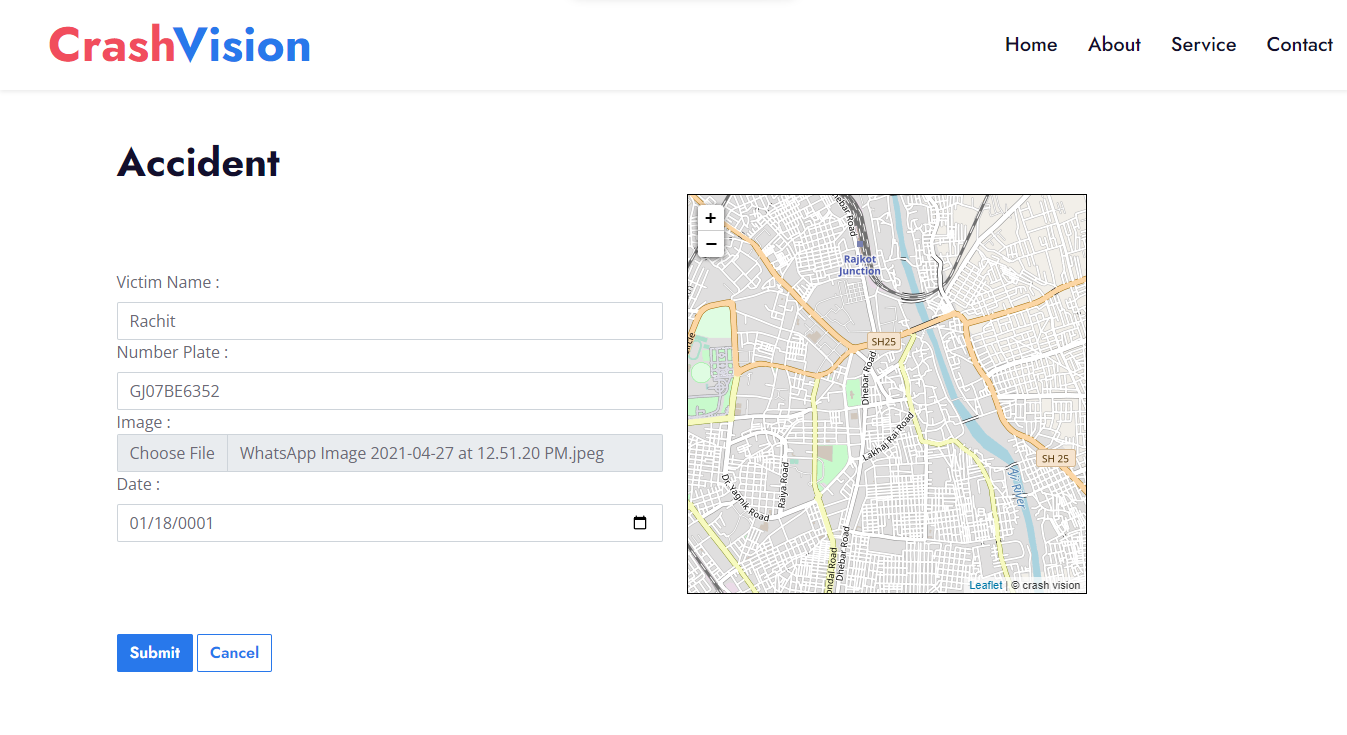 CrashVision
Home About Service Contact
Accident
Victim Name :
Rachit
Number Plate :
GJ07BE6352
Image :
Choose File WhatsApp Image 2021-04-27 at 12.51.20 PM.jpeg
Date :
01/18/0001
Submit Cancel
+
−
Dhebar Road
Rajkot
Junction
SH25
Dhebar Road
Lakhaj Raj Road
SH 25
Raiya Road
Dr. Yagnik Road
Aji River
Dhebar Road
Leaflet | © crash vision